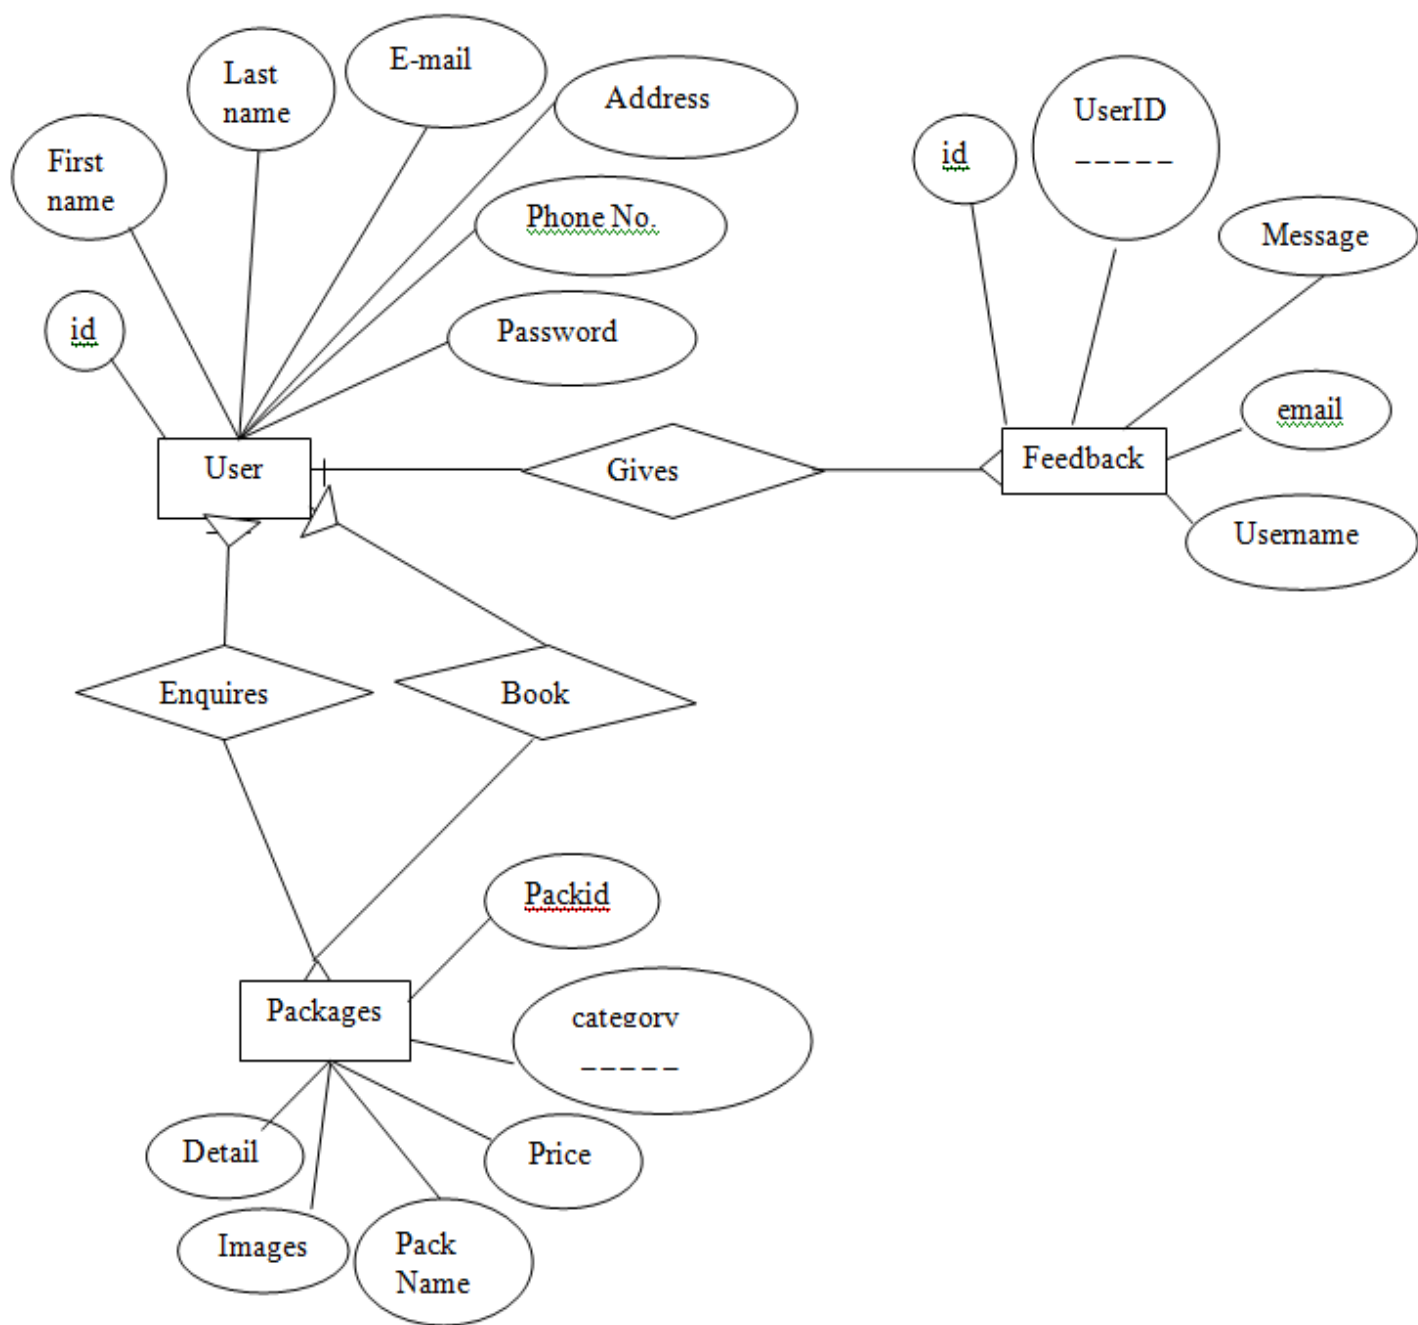 E-mail
Last
name
Address
UserID
_ _ _ _ _
id
First
name
Phone No.
Message
id
Password
email
User
Gives
Feedback
Username
Enquires
Book
Packid
Packages
category
_ _ _ _ _
Detail
Price
Images
Pack
Name